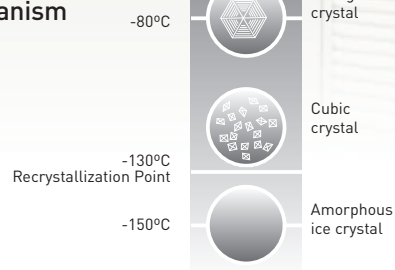 anism
-80ºC
crystal
Cubic
crystal
-130ºC
Recrystallization Point
-150ºC
Amorphous
ice crystal